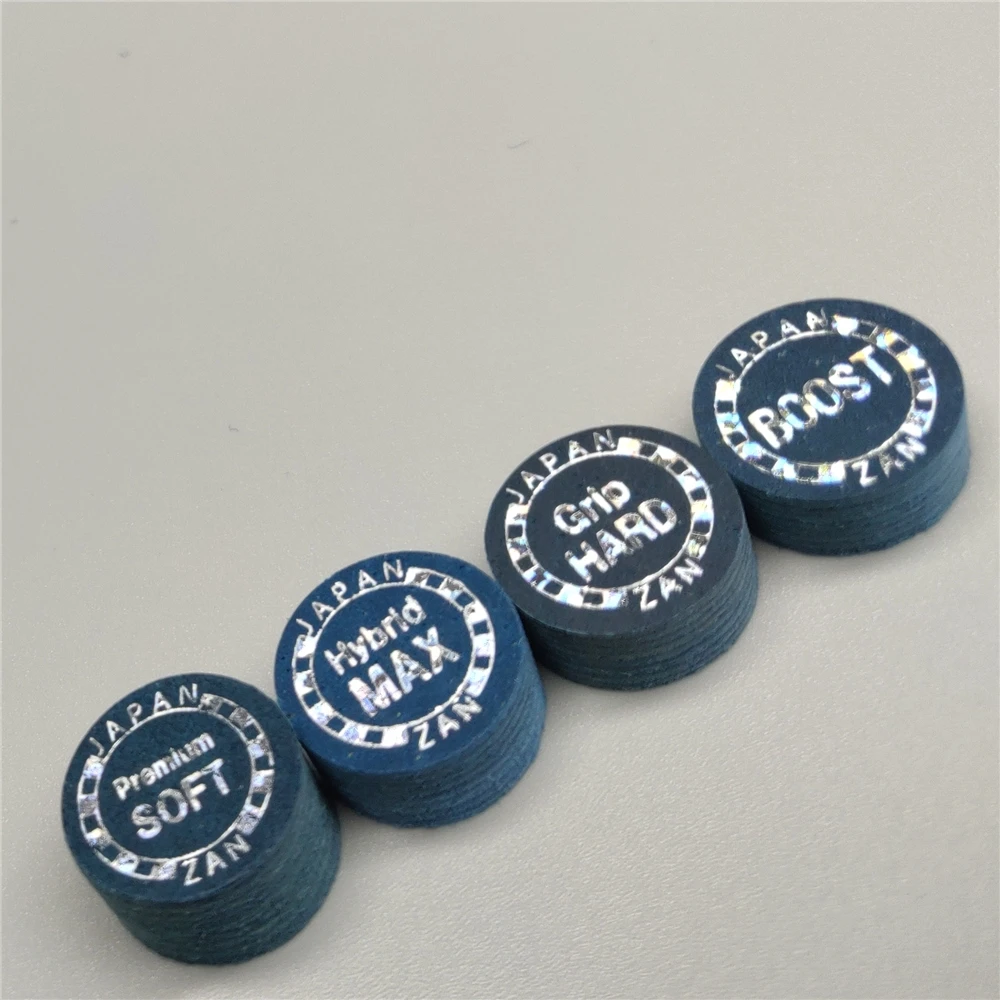 JAPAN
Premium
SOFT
ZAN
JAPAN
Hybrid
MAX
ZAN
JAPAN
Grip
HARD
ZAN
JAPAN
BOOST
ZAN